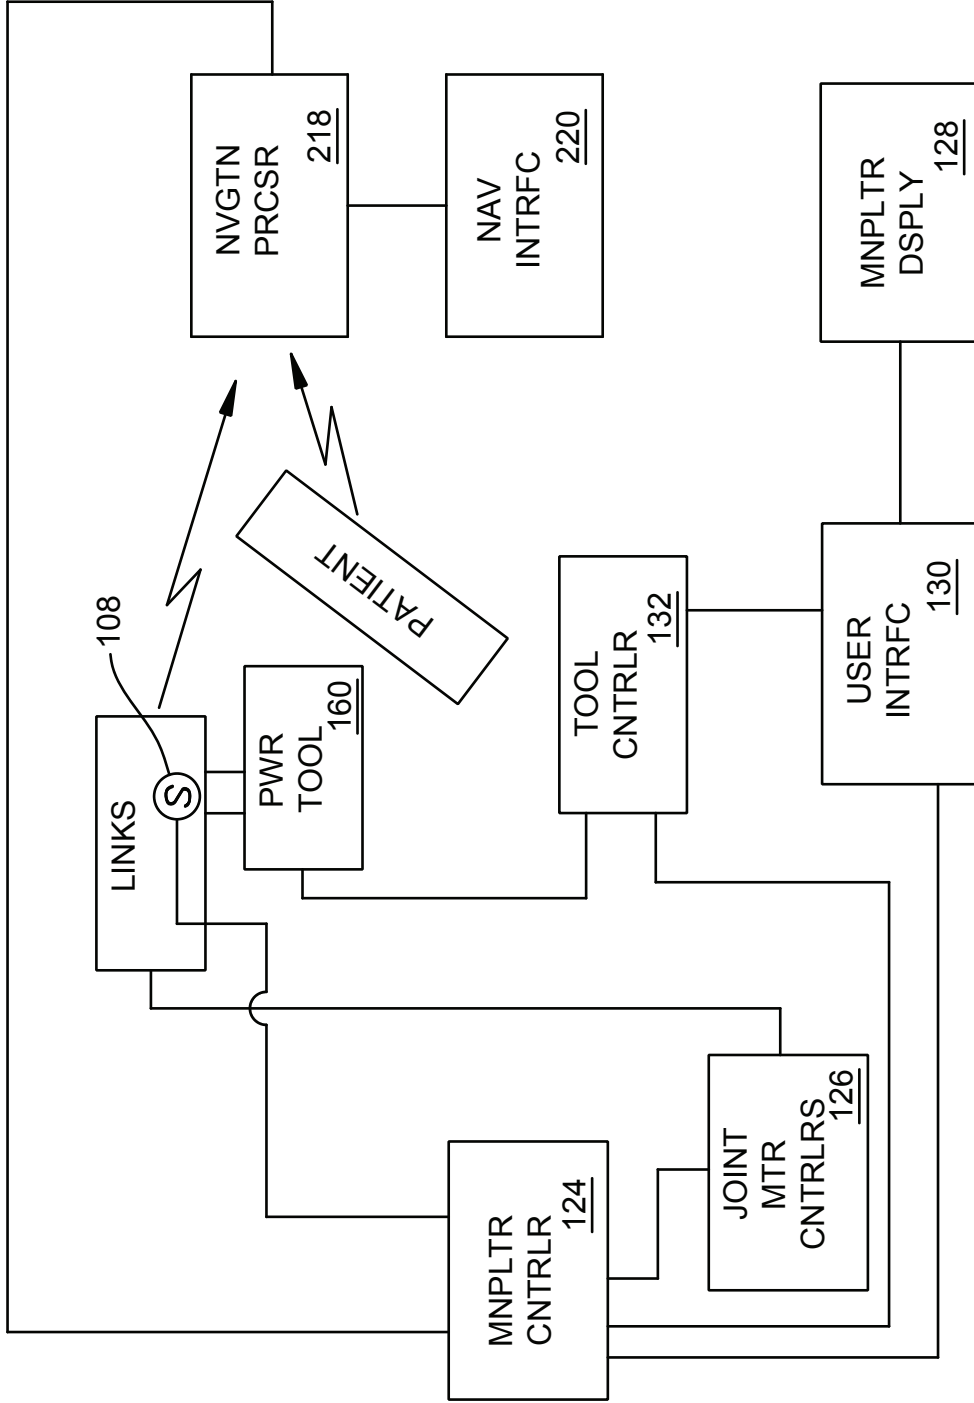 NVGTN
PRCSR
218
NAV
INTRFC
220
MNPLTR
DSPLY
128
108
LINKS
S
PWR
TOOL
160
PATIENT
TOOL
CNTRLR
132
USER
INTRFC
130
MNPLTR
CNTRLR
124
JOINT
MTR
CNTRLRS
126